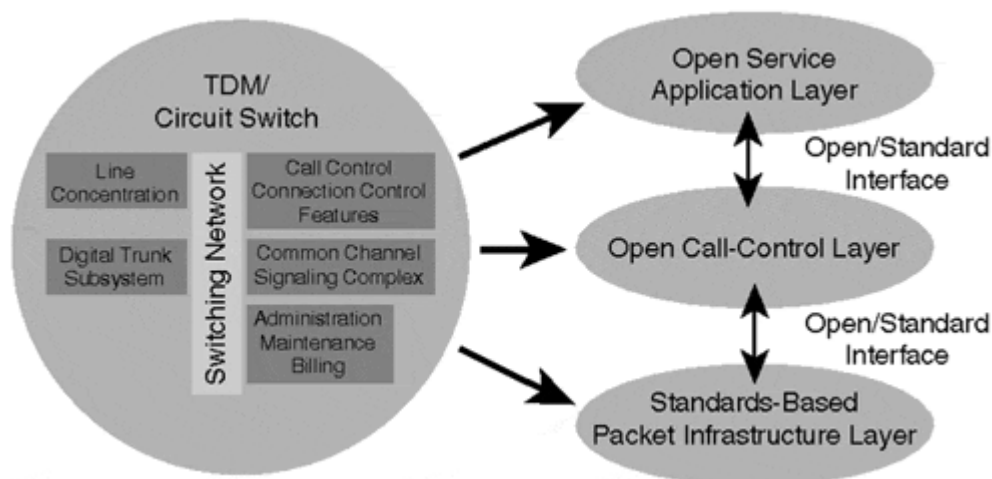 TDM/
Circuit Switch
Line
Concentration
Digital Trunk
Subsystem
Switching Network
Call Control
Connection Control
Features
Common Channel
Signaling Complex
Administration
Maintenance
Billing
Open Service
Application Layer
Open/Standard
Interface
Open Call-Control Layer
Open/Standard
Interface
Standards-Based
Packet Infrastructure Layer